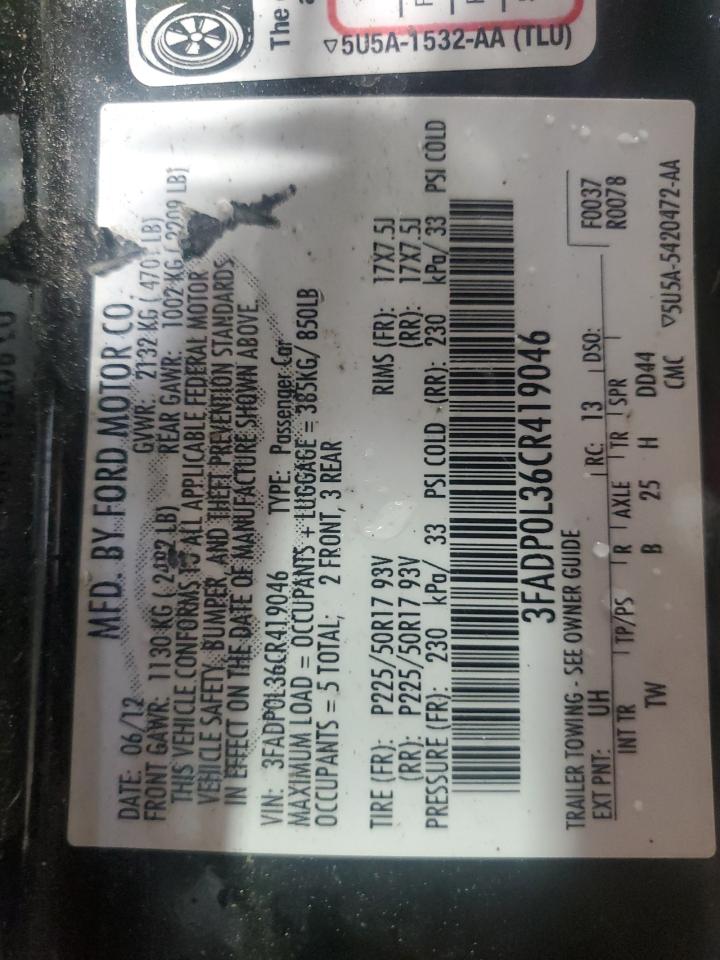 The
▽5U5A-1532-AA (TLU)
MFD. BY FORD MOTOR CO.
DATE: 06/12 GVWR: 2132 KG ( 4701 LB)
FRONT GAWR: 1130 KG ( 2492 LB) REAR GAWR: 1002 KG ( 2209 LB)
THIS VEHICLE CONFORMS TO ALL APPLICABLE FEDERAL MOTOR
VEHICLE SAFETY, BUMPER, AND THEFT PREVENTION STANDARDS
IN EFFECT ON THE DATE OF MANUFACTURE SHOWN ABOVE.
VIN: 3FADP0L36CR419046 TYPE: Passenger Car
MAXIMUM LOAD = OCCUPANTS + LUGGAGE = 385KG/ 850LB
OCCUPANTS = 5 TOTAL; 2 FRONT, 3 REAR
TIRE (FR): P225/50R17 93V RIMS (FR): 17X7.5J
(RR): P225/50R17 93V (RR): 17X7.5J
PRESSURE (FR): 230 kPa/ 33 PSI COLD (RR): 230 kPa/ 33 PSI COLD
3FADP0L36CR419046
TRAILER TOWING - SEE OWNER GUIDE
F0037
R0078
EXT PNT: UH RC: 13 DSO:
INT TR TP/PS R AXLE TR SPR
TW B 25 H DD44
CMC ▽5U5A-5420472-AA